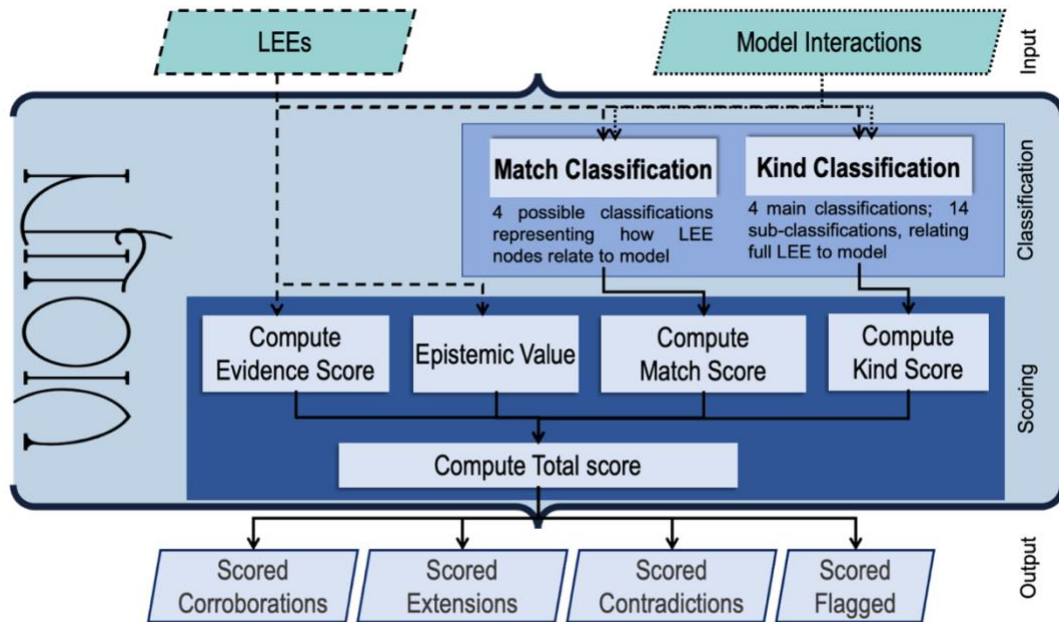 LEEs
Model Interactions
Input
Match Classification
4 possible classifications
representing how LEE
nodes relate to model
Kind Classification
4 main classifications; 14
sub-classifications, relating
full LEE to model
Classification
VIOLIN
Compute
Evidence Score
Epistemic Value
Compute
Match Score
Compute
Kind Score
Scoring
Compute Total score
Scored
Corroborations
Scored
Extensions
Scored
Contradictions
Scored
Flagged
Output